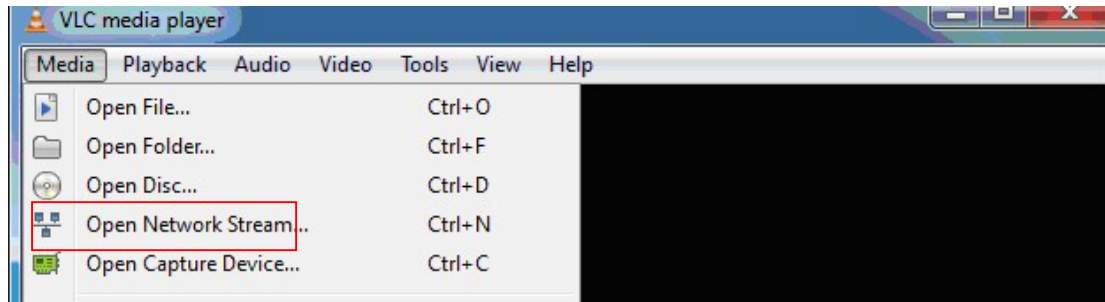 VLC media player
Media Playback Audio Video Tools View Help
Open File... Ctrl+O
Open Folder... Ctrl+F
Open Disc... Ctrl+D
Open Network Stream... Ctrl+N
Open Capture Device... Ctrl+C